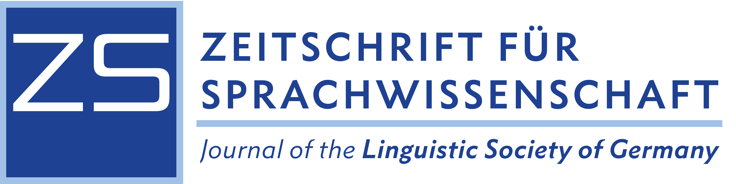 ZS
ZEITSCHRIFT FÜR
SPRACHWISSENSCHAFT
Journal of the Linguistic Society of Germany